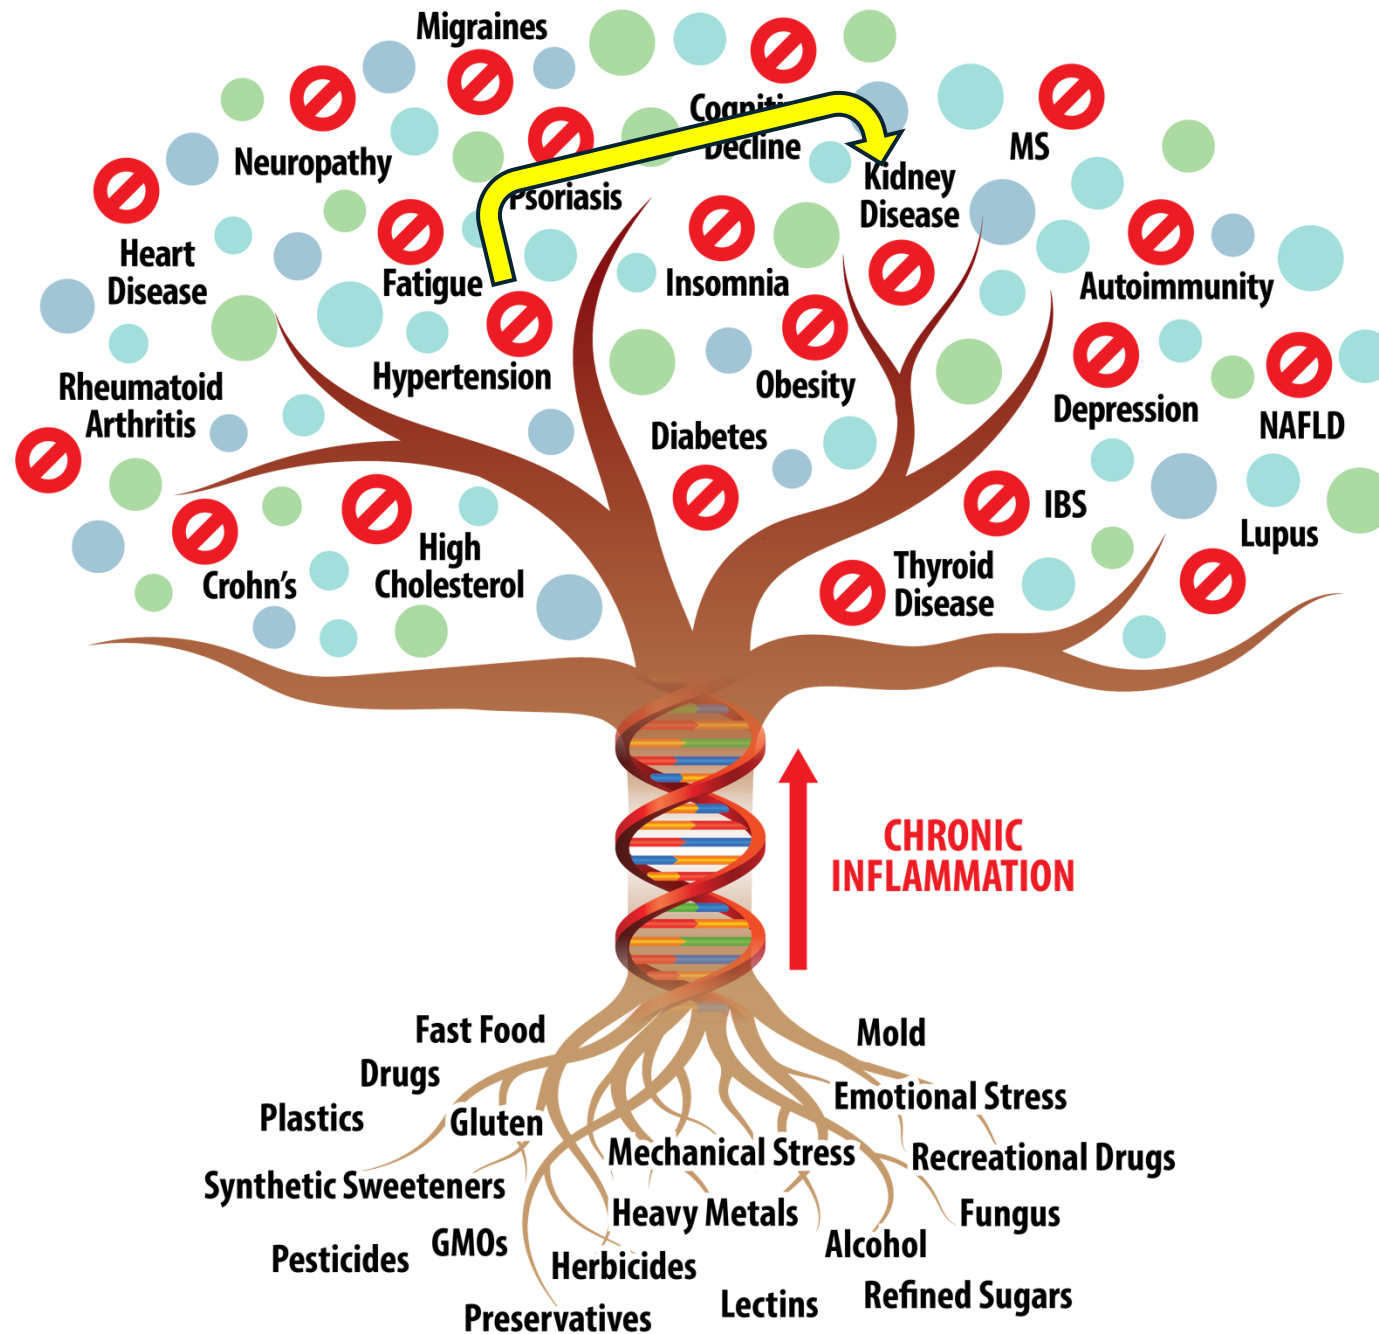 Migraines
Cogniti
Decline
Neuropathy
MS
Psoriasis
Kidney
Disease
Heart
Disease
Fatigue
Insomnia
Autoimmunity
Hypertension
Obesity
Rheumatoid
Arthritis
Depression
NAFLD
Diabetes
IBS
Lupus
High
Cholesterol
Crohn's
Thyroid
Disease
CHRONIC
INFLAMMATION
Fast Food
Mold
Drugs
Emotional Stress
Plastics
Gluten
Mechanical Stress
Recreational Drugs
Synthetic Sweeteners
Heavy Metals
Fungus
GMOs
Alcohol
Pesticides
Herbicides
Refined Sugars
Preservatives
Lectins